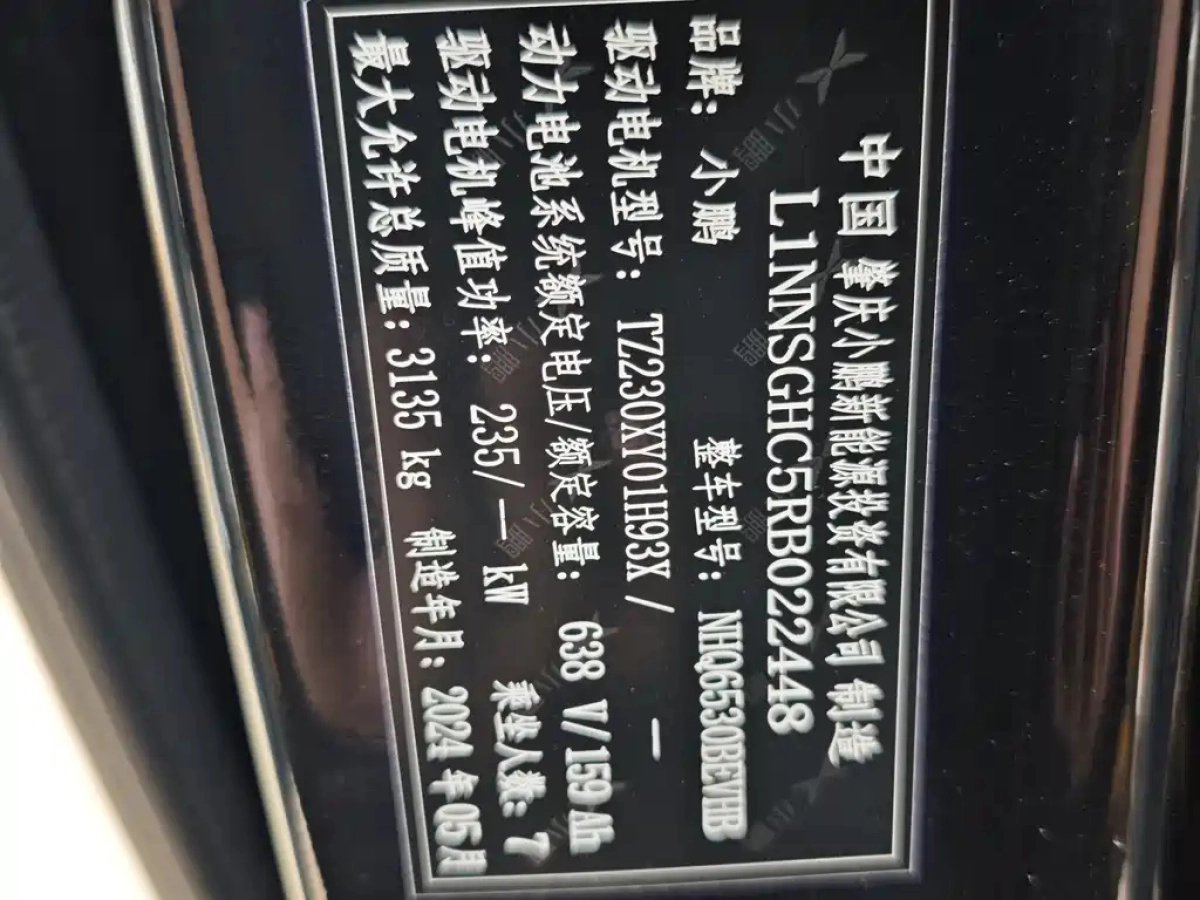 中国 肇庆小鹏新能源投资有限公司 制造
L1NNSGHC5RB022448
品牌：小鹏 整车型号：NHQ6530BEVHB
驱动电机型号：TZ230XY01H93X / —
动力电池系统额定电压/额定容量：638 V/159 Ah
驱动电机峰值功率：235/— kW 乘坐人数：7
最大允许总质量：3135 kg 制造年月：2024 年 05月